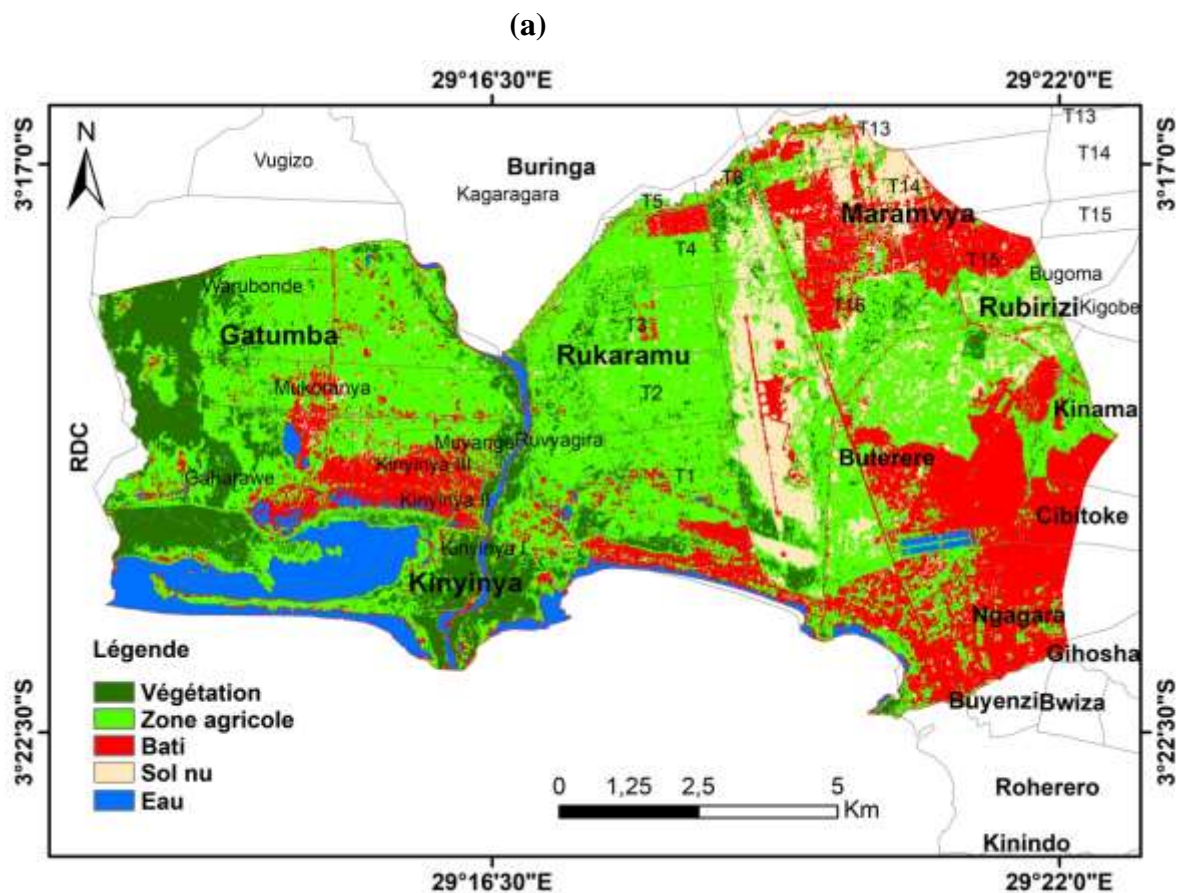 (a)
29°16'30"E 29°22'0"E
3°17'0"S
3°17'0"S
N
T13
T13
Vugizo
Buringa
Kagaragara
T14
T8
T14
T5
Maramvya
T15
T4
T15
Bugoma
Warubonde
Rubirizi
Kigobe
T16
Gatumba
T3
Rukaramu
Mukoranya
T2
Kinama
RDC
Muyange
Ruvyagira
Buterere
Kinyinya III
Gaharawe
T1
Kinyinya II
Cibitoke
Kinyinya I
Kinyinya
Ngagara
Gihosha
Buyenzi
Bwiza
Légende
Végétation
Zone agricole
Bati
Sol nu
Eau
3°22'30"S
3°22'30"S
0 1,25 2,5 5
Km
Roherero
Kinindo
29°16'30"E 29°22'0"E